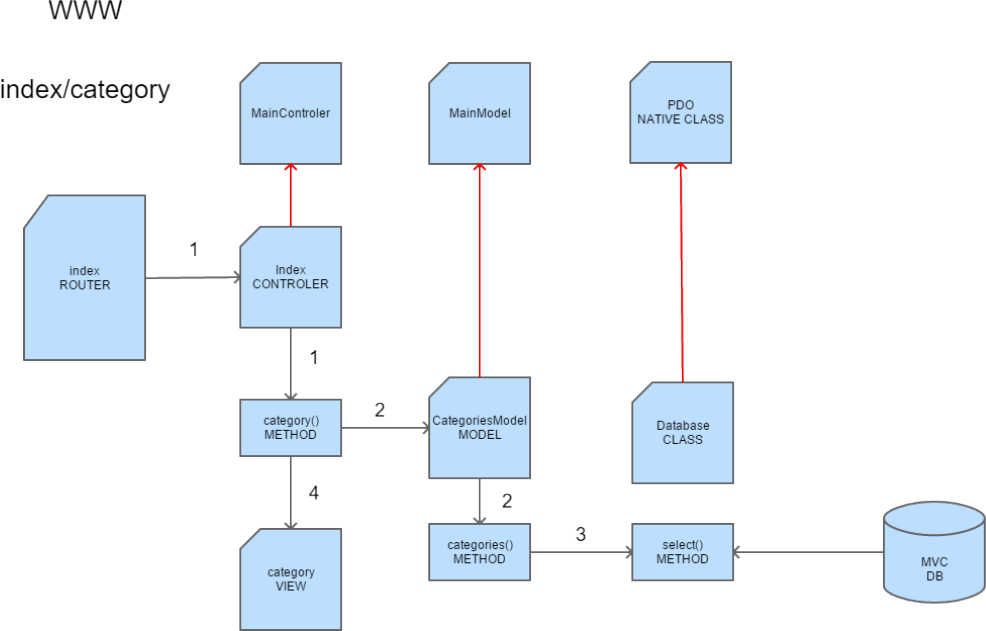 WWW
index/category
MainControler
MainModel
PDO
NATIVE CLASS
index
ROUTER
1
Index
CONTROLER
1
category()
METHOD
2
CategoriesModel
MODEL
Database
CLASS
4
2
categories()
METHOD
3
select()
METHOD
MVC
DB
category
VIEW